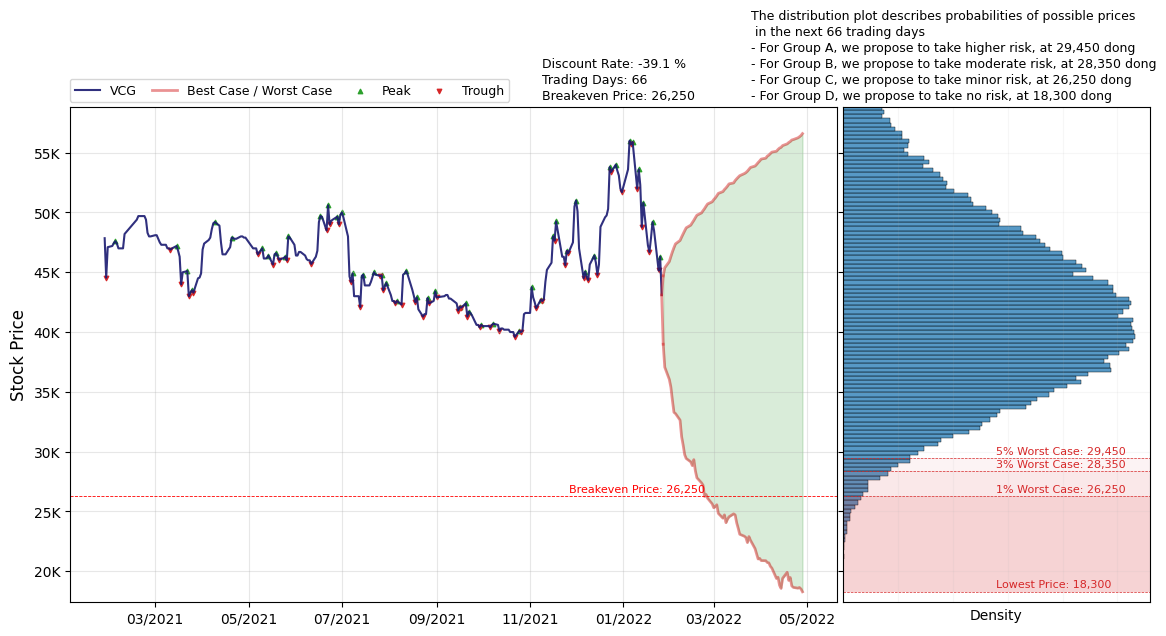 The distribution plot describes probabilities of possible prices
in the next 66 trading days
- For Group A, we propose to take higher risk, at 29,450 dong
- For Group B, we propose to take moderate risk, at 28,350 dong
- For Group C, we propose to take minor risk, at 26,250 dong
- For Group D, we propose to take no risk, at 18,300 dong
Discount Rate: -39.1 %
Trading Days: 66
Breakeven Price: 26,250
VCG
Best Case / Worst Case
Peak
Trough
Stock Price
55K
50K
45K
40K
35K
30K
25K
20K
Breakeven Price: 26,250
5% Worst Case: 29,450
3% Worst Case: 28,350
1% Worst Case: 26,250
Lowest Price: 18,300
03/2021
05/2021
07/2021
09/2021
11/2021
01/2022
03/2022
05/2022
Density